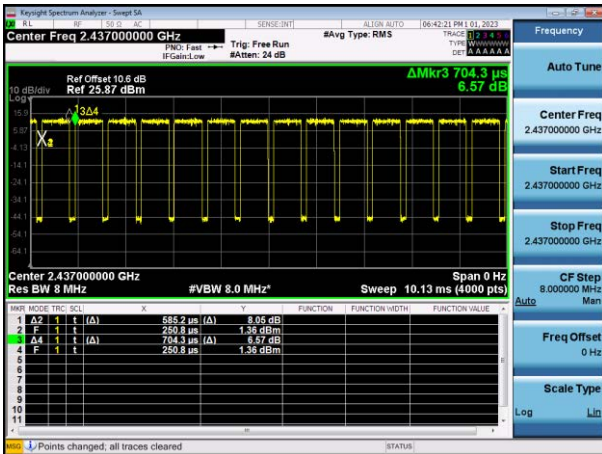 Keysight Spectrum Analyzer - Swept SA
RL RF 50 Ω AC SENSE:INT ALIGN AUTO 06:42:21 PM 1 01, 2023
Center Freq 2.437000000 GHz
#Avg Type: RMS
TRACE 1 2 3 4 5 6
TYPE WWWWWW
DET A A A A A A
PNO: Fast
IFGain:Low
Trig: Free Run
#Atten: 24 dB
ΔMkr3 704.3 µs
6.57 dB
Ref Offset 10.6 dB
10 dB/div Ref 25.87 dBm
Log
15.9
5.87
-4.13
-14.1
-24.1
-34.1
-44.1
-54.1
-64.1
3Δ4
Center 2.437000000 GHz Span 0 Hz
Res BW 8 MHz #VBW 8.0 MHz* Sweep 10.13 ms (4000 pts)
MKR MODE TRC SCL X Y FUNCTION FUNCTION WIDTH FUNCTION VALUE
1 Δ2 1 t (Δ) 585.2 µs (Δ) 8.05 dB
2 F 1 t 250.8 µs 1.36 dBm
3 Δ4 1 t (Δ) 704.3 µs (Δ) 6.57 dB
4 F 1 t 250.8 µs 1.36 dBm
5
6
7
8
9
10
11
MSG Points changed; all traces cleared STATUS
Frequency
Auto Tune
Center Freq
2.437000000 GHz
Start Freq
2.437000000 GHz
Stop Freq
2.437000000 GHz
CF Step
8.000000 MHz
Auto Man
Freq Offset
0 Hz
Scale Type
Log Lin